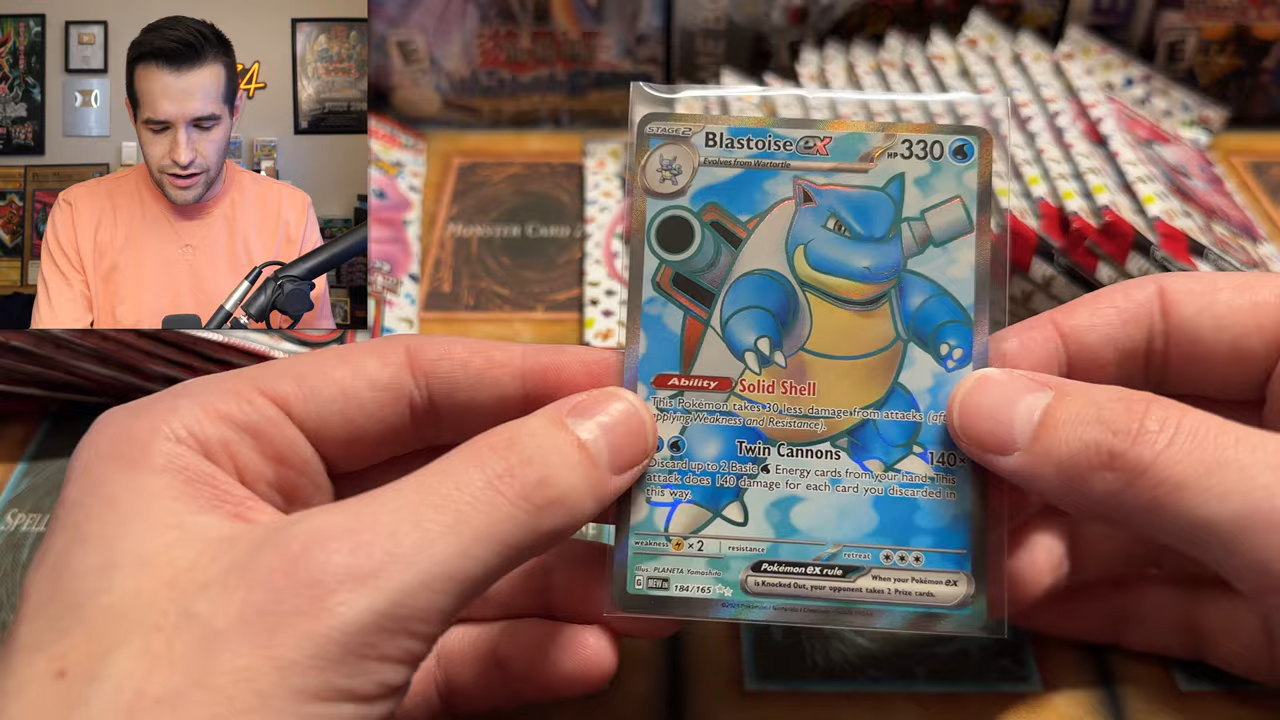 STAGE2
Blastoise ex
HP 330
Evolves from Wartortle
MONSTER CARD
Ability Solid Shell
This Pokémon takes 30 less damage from attacks (aft
applying Weakness and Resistance).
Twin Cannons 140×
Discard up to 2 Basic Energy cards from your hand. This
attack does 140 damage for each card you discarded in
this way.
SPELL
weakness ×2 resistance retreat
Illus. PLANETA Yamashita
Pokémon ex rule
When your Pokémon ex
is Knocked Out, your opponent takes 2 Prize cards.
G MEW EN 184/165